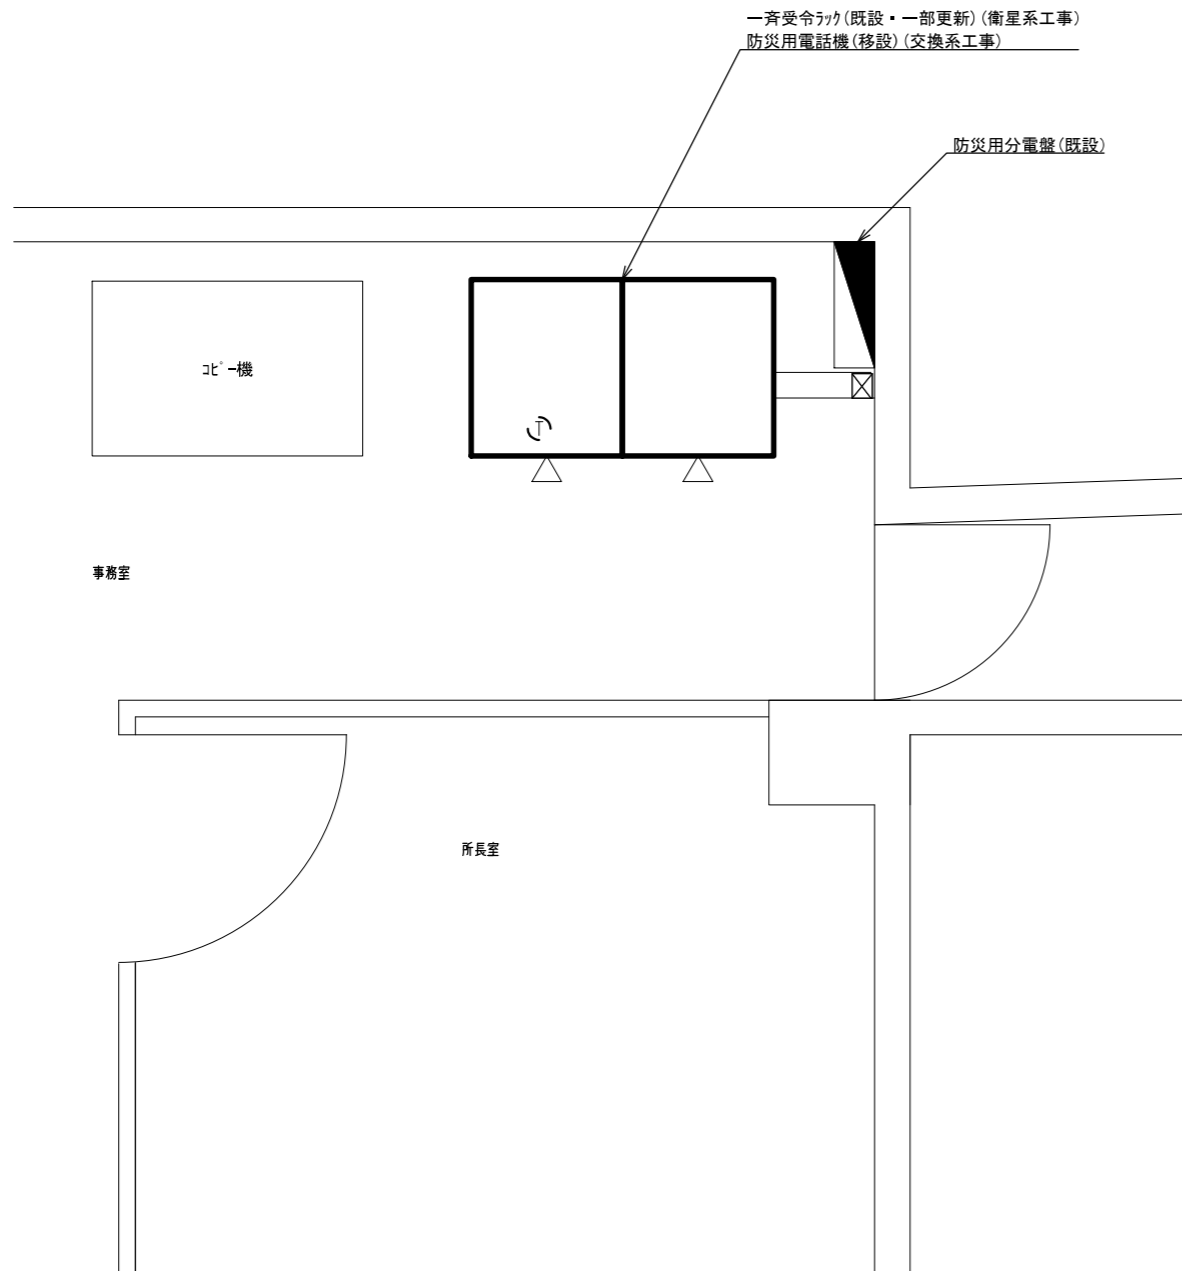 一斉受令ﾗｯｸ(既設・一部更新)(衛星系工事)
防災用電話機(移設)(交換系工事)
防災用分電盤(既設)
ｺﾋﾟｰ機
T
事務室
所長室